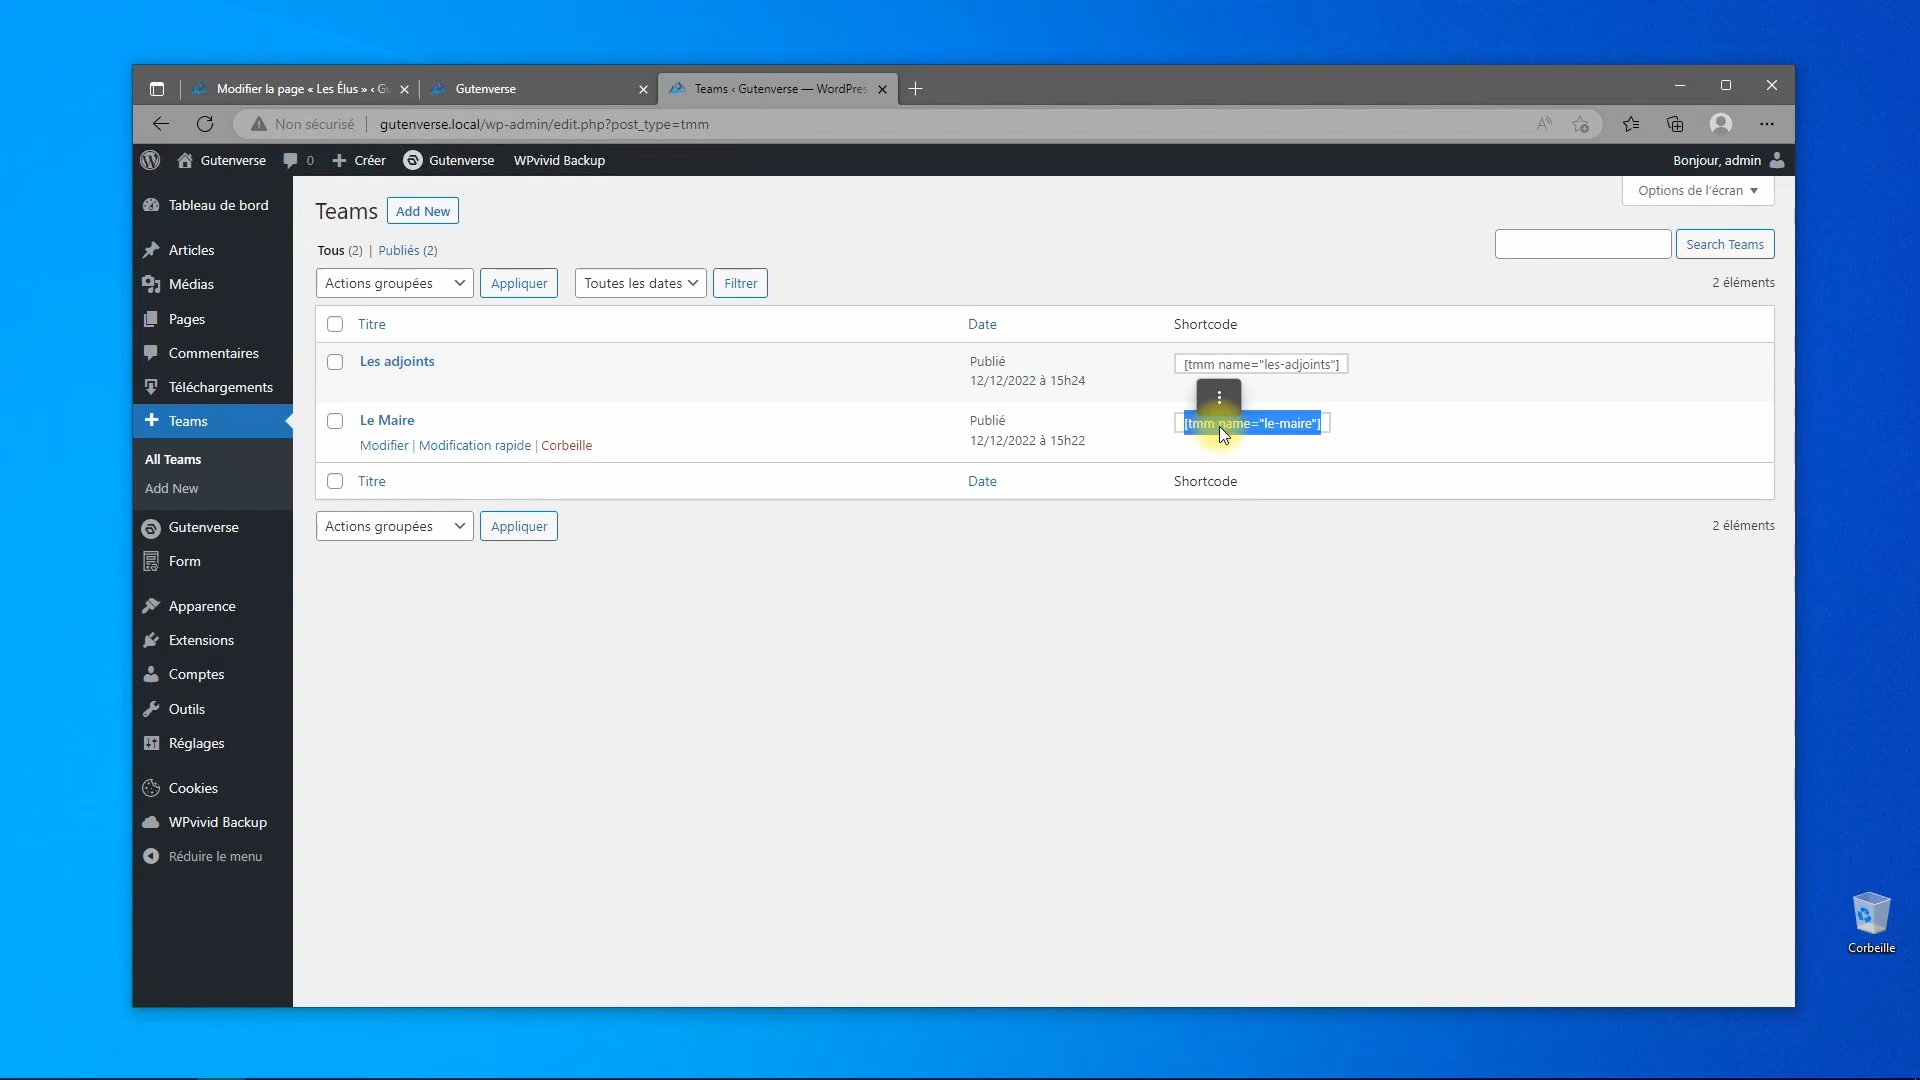 Modifier la page « Les Élus » ‹ Gu
Gutenverse
Teams ‹ Gutenverse — WordPres
Non sécurisé
gutenverse.local/wp-admin/edit.php?post_type=tmm
Gutenverse
0
Créer
Gutenverse
WPvivid Backup
Bonjour, admin
Tableau de bord
Articles
Médias
Pages
Commentaires
Téléchargements
Teams
All Teams
Add New
Gutenverse
Form
Apparence
Extensions
Comptes
Outils
Réglages
Cookies
WPvivid Backup
Réduire le menu
Options de l’écran
Teams
Add New
Tous (2) | Publiés (2)
Search Teams
Actions groupées
Appliquer
Toutes les dates
Filtrer
2 éléments
Titre
Date
Shortcode
Les adjoints
Publié
12/12/2022 à 15h24
[tmm name="les-adjoints"]
Le Maire
Modifier | Modification rapide | Corbeille
Publié
12/12/2022 à 15h22
[tmm name="le-maire"]
Titre
Date
Shortcode
Actions groupées
Appliquer
2 éléments
Corbeille